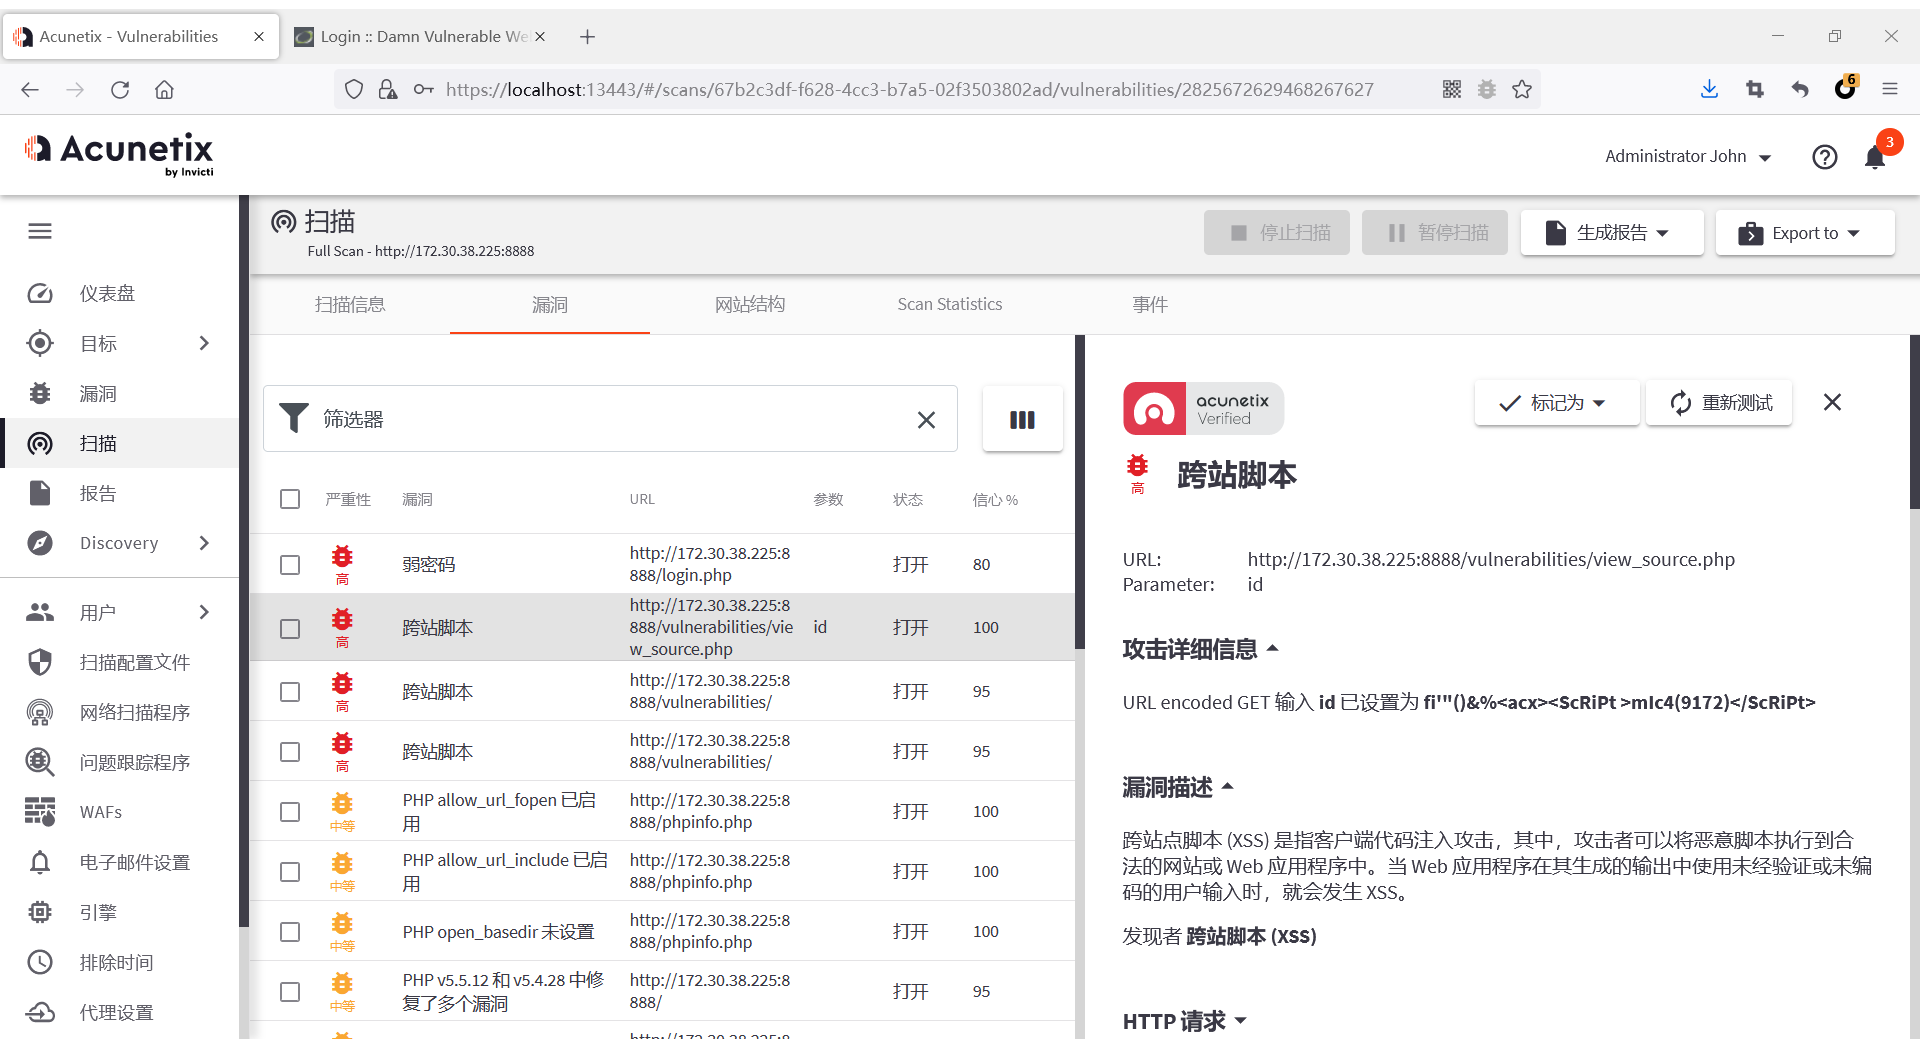 Acunetix - Vulnerabilities
Login :: Damn Vulnerable We
https://localhost:13443/#/scans/67b2c3df-f628-4cc3-b7a5-02f3503802ad/vulnerabilities/2825672629468267627
6
Acunetix
by Invicti
Administrator John
3
扫描
Full Scan - http://172.30.38.225:8888
停止扫描
暂停扫描
生成报告
Export to
仪表盘
目标
漏洞
扫描
报告
Discovery
用户
扫描配置文件
网络扫描程序
问题跟踪程序
WAFs
电子邮件设置
引擎
排除时间
代理设置
扫描信息
漏洞
网站结构
Scan Statistics
事件
筛选器
严重性 漏洞 URL 参数 状态 信心 %
高 弱密码 http://172.30.38.225:8
888/login.php 打开 80
高 跨站脚本 http://172.30.38.225:8
888/vulnerabilities/vie
w_source.php id 打开 100
高 跨站脚本 http://172.30.38.225:8
888/vulnerabilities/ 打开 95
高 跨站脚本 http://172.30.38.225:8
888/vulnerabilities/ 打开 95
中等 PHP allow_url_fopen 已启
用 http://172.30.38.225:8
888/phpinfo.php 打开 100
中等 PHP allow_url_include 已启
用 http://172.30.38.225:8
888/phpinfo.php 打开 100
中等 PHP open_basedir 未设置 http://172.30.38.225:8
888/phpinfo.php 打开 100
中等 PHP v5.5.12 和 v5.4.28 中修
复了多个漏洞 http://172.30.38.225:8
888/ 打开 95
acunetix
Verified
标记为
重新测试
高
跨站脚本
URL: http://172.30.38.225:8888/vulnerabilities/view_source.php
Parameter: id
攻击详细信息
URL encoded GET 输入 id 已设置为 fi'"()&%<acx><ScRiPt >mIc4(9172)</ScRiPt>
漏洞描述
跨站点脚本 (XSS) 是指客户端代码注入攻击，其中，攻击者可以将恶意脚本执行到合
法的网站或 Web 应用程序中。当 Web 应用程序在其生成的输出中使用未经验证或未编
码的用户输入时，就会发生 XSS。
发现者 跨站脚本 (XSS)
HTTP 请求